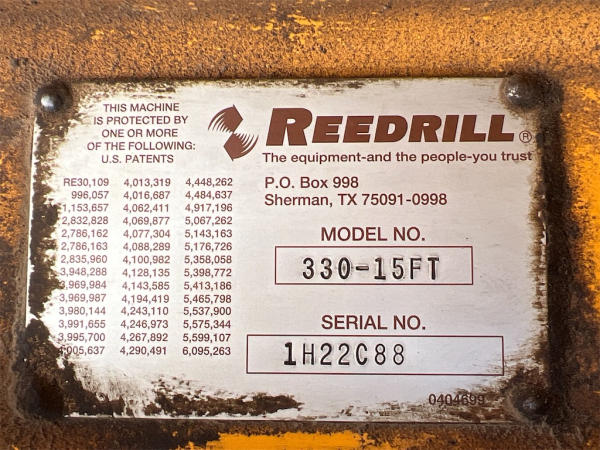 THIS MACHINE
IS PROTECTED BY
ONE OR MORE
OF THE FOLLOWING:
U.S. PATENTS
RE30,109 4,013,319 4,448,262
996,057 4,016,687 4,484,637
1,153,657 4,062,411 4,917,196
2,832,828 4,069,877 5,067,262
2,786,162 4,077,304 5,143,163
2,786,163 4,088,289 5,176,726
2,835,960 4,100,982 5,358,058
3,948,288 4,128,135 5,398,772
3,969,984 4,143,585 5,413,186
3,969,987 4,194,419 5,465,798
3,980,144 4,243,110 5,537,900
3,991,655 4,246,973 5,575,344
3,995,700 4,267,892 5,599,107
4,005,637 4,290,491 6,095,263
REEDRILL®
The equipment-and the people-you trust
P.O. Box 998
Sherman, TX 75091-0998
MODEL NO.
330-15FT
SERIAL NO.
1H22C88
0404699